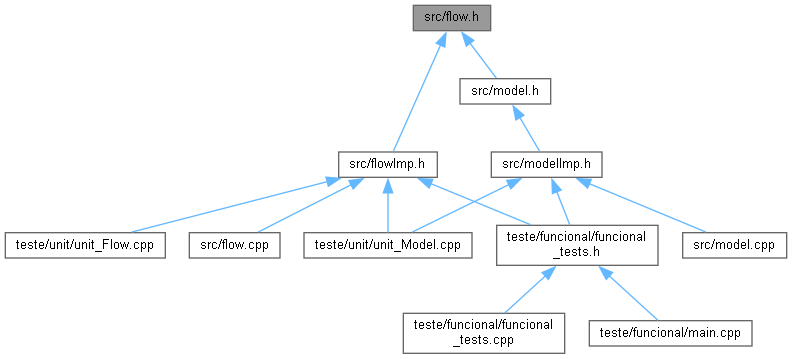 src/flow.h
src/model.h
src/flowImp.h
src/modelImp.h
teste/unit/unit_Flow.cpp
src/flow.cpp
teste/unit/unit_Model.cpp
teste/funcional/funcional
_tests.h
src/model.cpp
teste/funcional/funcional
_tests.cpp
teste/funcional/main.cpp